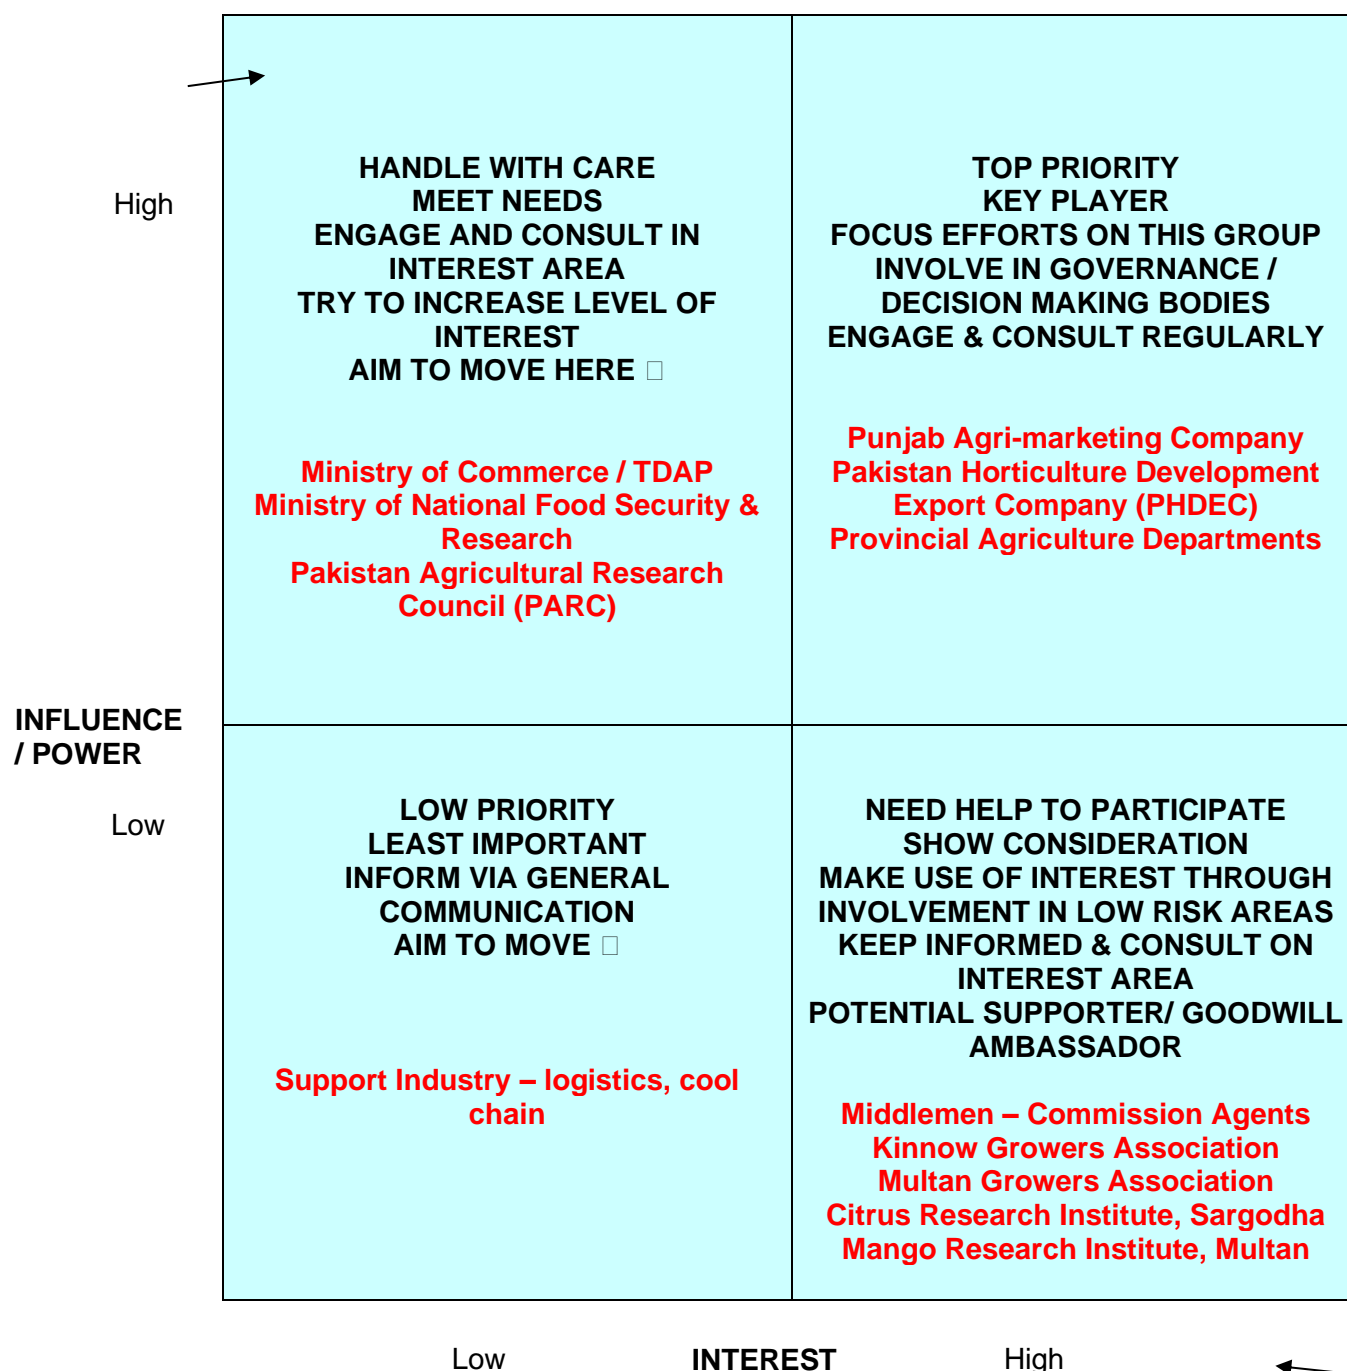 HANDLE WITH CARE
MEET NEEDS
ENGAGE AND CONSULT IN
INTEREST AREA
TRY TO INCREASE LEVEL OF
INTEREST
AIM TO MOVE HERE □
Ministry of Commerce / TDAP
Ministry of National Food Security &
Research
Pakistan Agricultural Research
Council (PARC)
TOP PRIORITY
KEY PLAYER
FOCUS EFFORTS ON THIS GROUP
INVOLVE IN GOVERNANCE /
DECISION MAKING BODIES
ENGAGE & CONSULT REGULARLY
Punjab Agri-marketing Company
Pakistan Horticulture Development
Export Company (PHDEC)
Provincial Agriculture Departments
High
INFLUENCE
/ POWER
Low
LOW PRIORITY
LEAST IMPORTANT
INFORM VIA GENERAL
COMMUNICATION
AIM TO MOVE □
Support Industry – logistics, cool
chain
NEED HELP TO PARTICIPATE
SHOW CONSIDERATION
MAKE USE OF INTEREST THROUGH
INVOLVEMENT IN LOW RISK AREAS
KEEP INFORMED & CONSULT ON
INTEREST AREA
POTENTIAL SUPPORTER/ GOODWILL
AMBASSADOR
Middlemen – Commission Agents
Kinnow Growers Association
Multan Growers Association
Citrus Research Institute, Sargodha
Mango Research Institute, Multan
Low
INTEREST
High